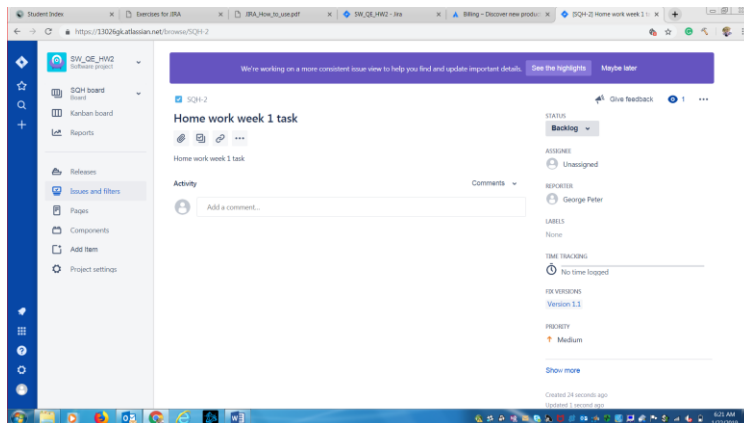 Student Index
Exercises for JIRA
JIRA_How_to_use.pdf
SW_QE_HW2 - Jira
Billing – Discover new produc
[SQH-2] Home work week 1 t
https://13026gk.atlassian.net/browse/SQH-2
SW_QE_HW2
Software project
SQH board
Board
Kanban board
Reports
Releases
Issues and filters
Pages
Components
Add Item
Project settings
We're working on a more consistent issue view to help you find and update important details.
See the highlights
Maybe later
SQH-2
Give feedback
1
Home work week 1 task
Home work week 1 task
Activity
Comments
Add a comment...
STATUS
Backlog
ASSIGNEE
Unassigned
REPORTER
George Peter
LABELS
None
TIME TRACKING
No time logged
FIX VERSIONS
Version 1.1
PRIORITY
Medium
Show more
Created 24 seconds ago
Updated 1 second ago
6:21 AM